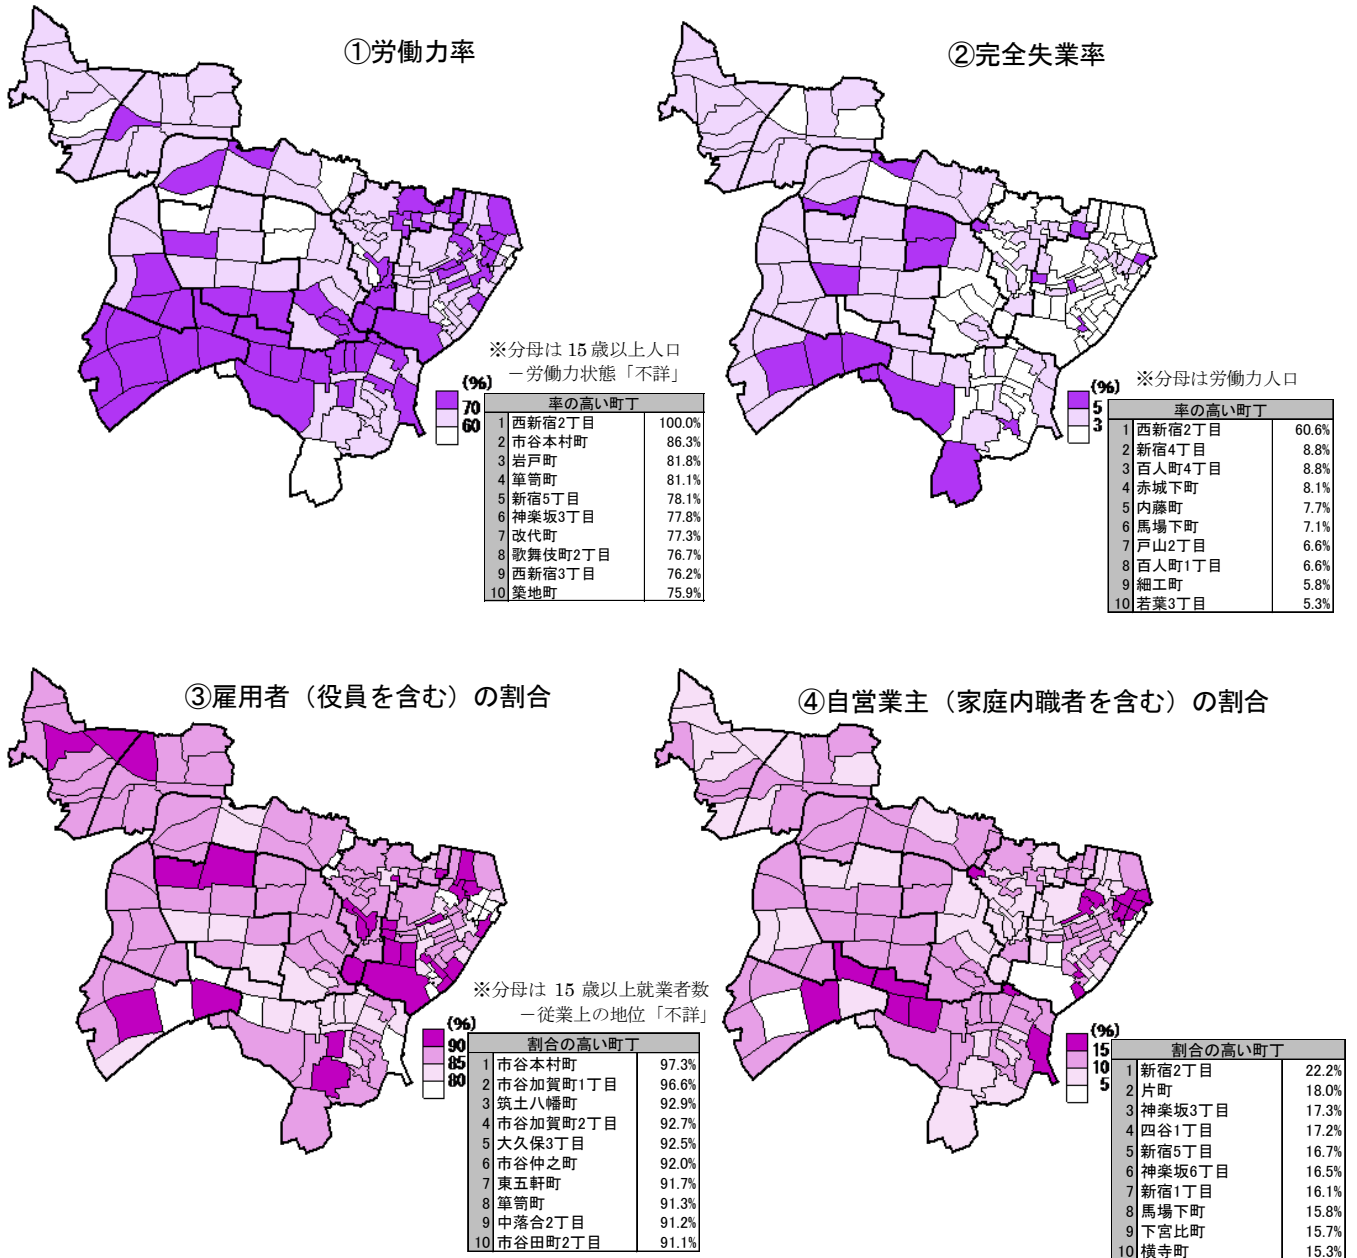 ①労働力率
※分母は 15 歳以上人口
－労働力状態「不詳」
(%)
70
60
率の高い町丁
1 西新宿2丁目 100.0%
2 市谷本村町 86.3%
3 岩戸町 81.8%
4 箪笥町 81.1%
5 新宿5丁目 78.1%
6 神楽坂3丁目 77.8%
7 改代町 77.3%
8 歌舞伎町2丁目 76.7%
9 西新宿3丁目 76.2%
10 築地町 75.9%
②完全失業率
※分母は労働力人口
(%)
5
3
率の高い町丁
1 西新宿2丁目 60.6%
2 新宿4丁目 8.8%
3 百人町4丁目 8.8%
4 赤城下町 8.1%
5 内藤町 7.7%
6 馬場下町 7.1%
7 戸山2丁目 6.6%
8 百人町1丁目 6.6%
9 細工町 5.8%
10 若葉3丁目 5.3%
③雇用者（役員を含む）の割合
※分母は 15 歳以上就業者数
－従業上の地位「不詳」
(%)
90
85
80
割合の高い町丁
1 市谷本村町 97.3%
2 市谷加賀町1丁目 96.6%
3 筑土八幡町 92.9%
4 市谷加賀町2丁目 92.7%
5 大久保3丁目 92.5%
6 市谷仲之町 92.0%
7 東五軒町 91.7%
8 箪笥町 91.3%
9 中落合2丁目 91.2%
10 市谷田町2丁目 91.1%
④自営業主（家庭内職者を含む）の割合
(%)
15
10
5
割合の高い町丁
1 新宿2丁目 22.2%
2 片町 18.0%
3 神楽坂3丁目 17.3%
4 四谷1丁目 17.2%
5 新宿5丁目 16.7%
6 神楽坂6丁目 16.5%
7 新宿1丁目 16.1%
8 馬場下町 15.8%
9 下宮比町 15.7%
10 横寺町 15.3%